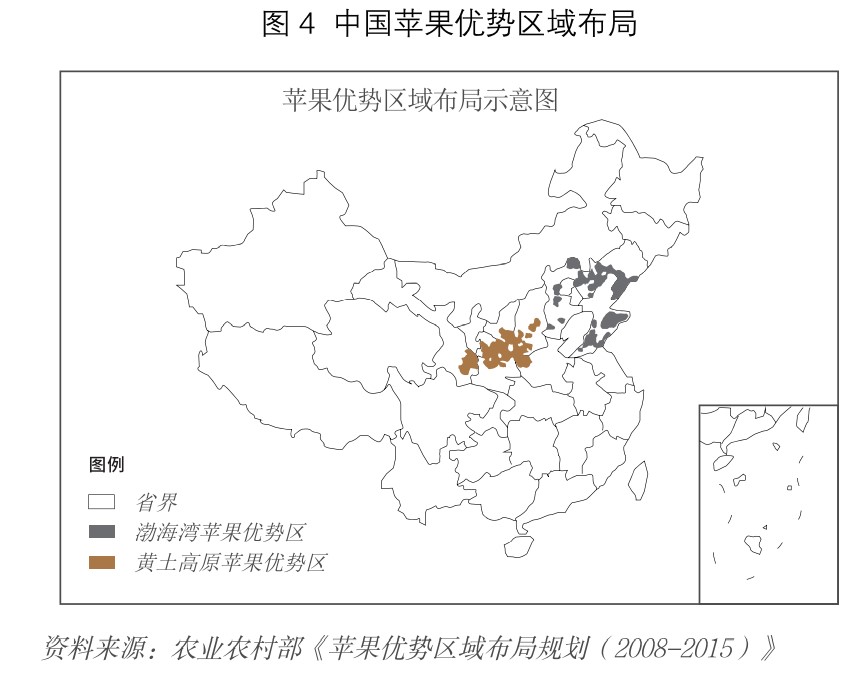 图 4 中国苹果优势区域布局
苹果优势区域布局示意图
图例
省界
渤海湾苹果优势区
黄土高原苹果优势区
资料来源：农业农村部《苹果优势区域布局规划（2008-2015）》